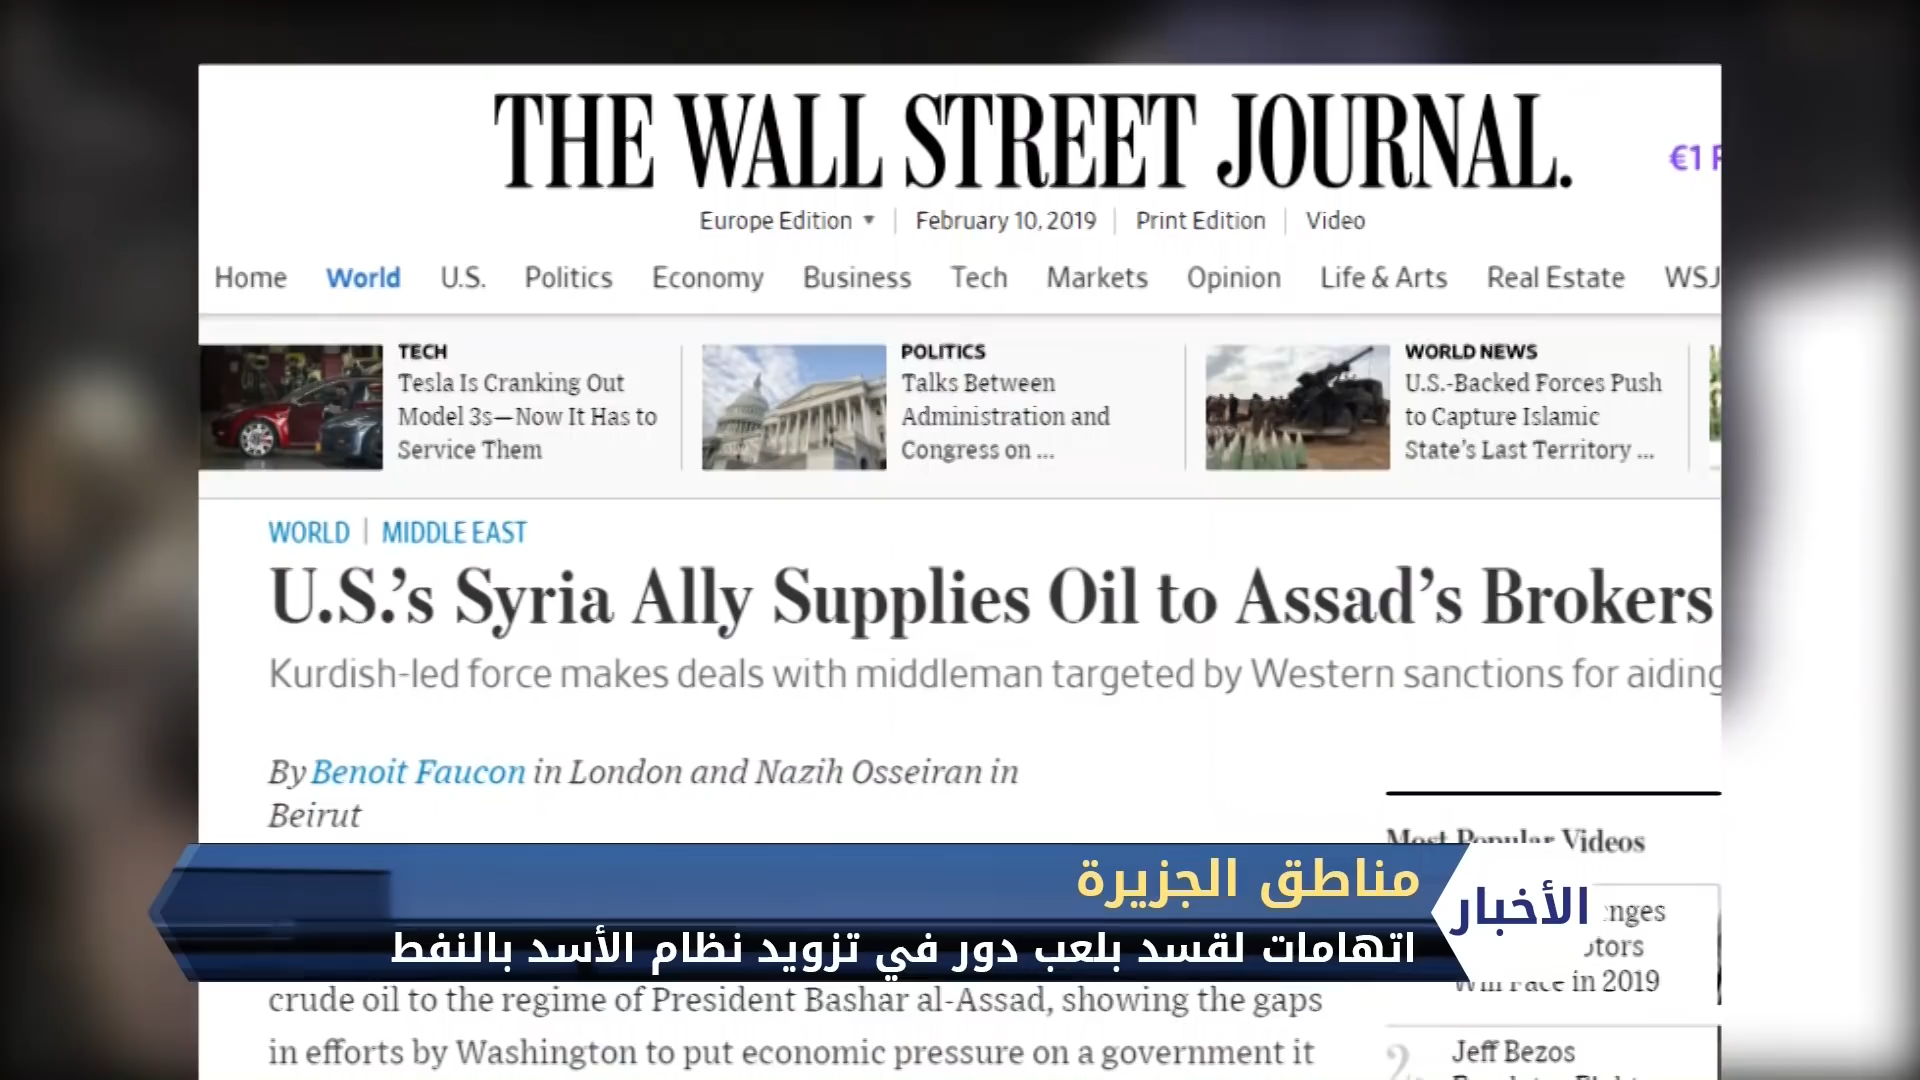 THE WALL STREET JOURNAL.
€1
Europe Edition
February 10, 2019
Print Edition
Video
Home World U.S. Politics Economy Business Tech Markets Opinion Life & Arts Real Estate WSJ
TECH
Tesla Is Cranking Out
Model 3s—Now It Has to
Service Them
POLITICS
Talks Between
Administration and
Congress on ...
WORLD NEWS
U.S.-Backed Forces Push
to Capture Islamic
State's Last Territory ...
WORLD | MIDDLE EAST
U.S.'s Syria Ally Supplies Oil to Assad's Brokers
Kurdish-led force makes deals with middleman targeted by Western sanctions for aiding
By Benoit Faucon in London and Nazih Osseiran in
Beirut
Most Popular Videos
مناطق الجزيرة
الأخبار
اتهامات لقسد بلعب دور في تزويد نظام الأسد بالنفط
in 2019
crude oil to the regime of President Bashar al-Assad, showing the gaps
in efforts by Washington to put economic pressure on a government it
2.
Jeff Bezos